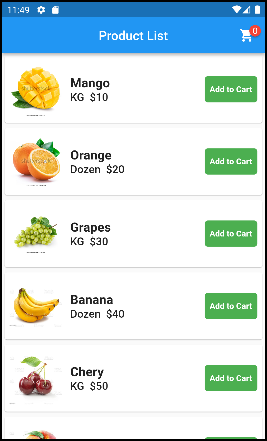 11:49
Product List
0
Mango
KG $10
Add to Cart
Orange
Dozen $20
Add to Cart
Grapes
KG $30
Add to Cart
Banana
Dozen $40
Add to Cart
Chery
KG $50
Add to Cart